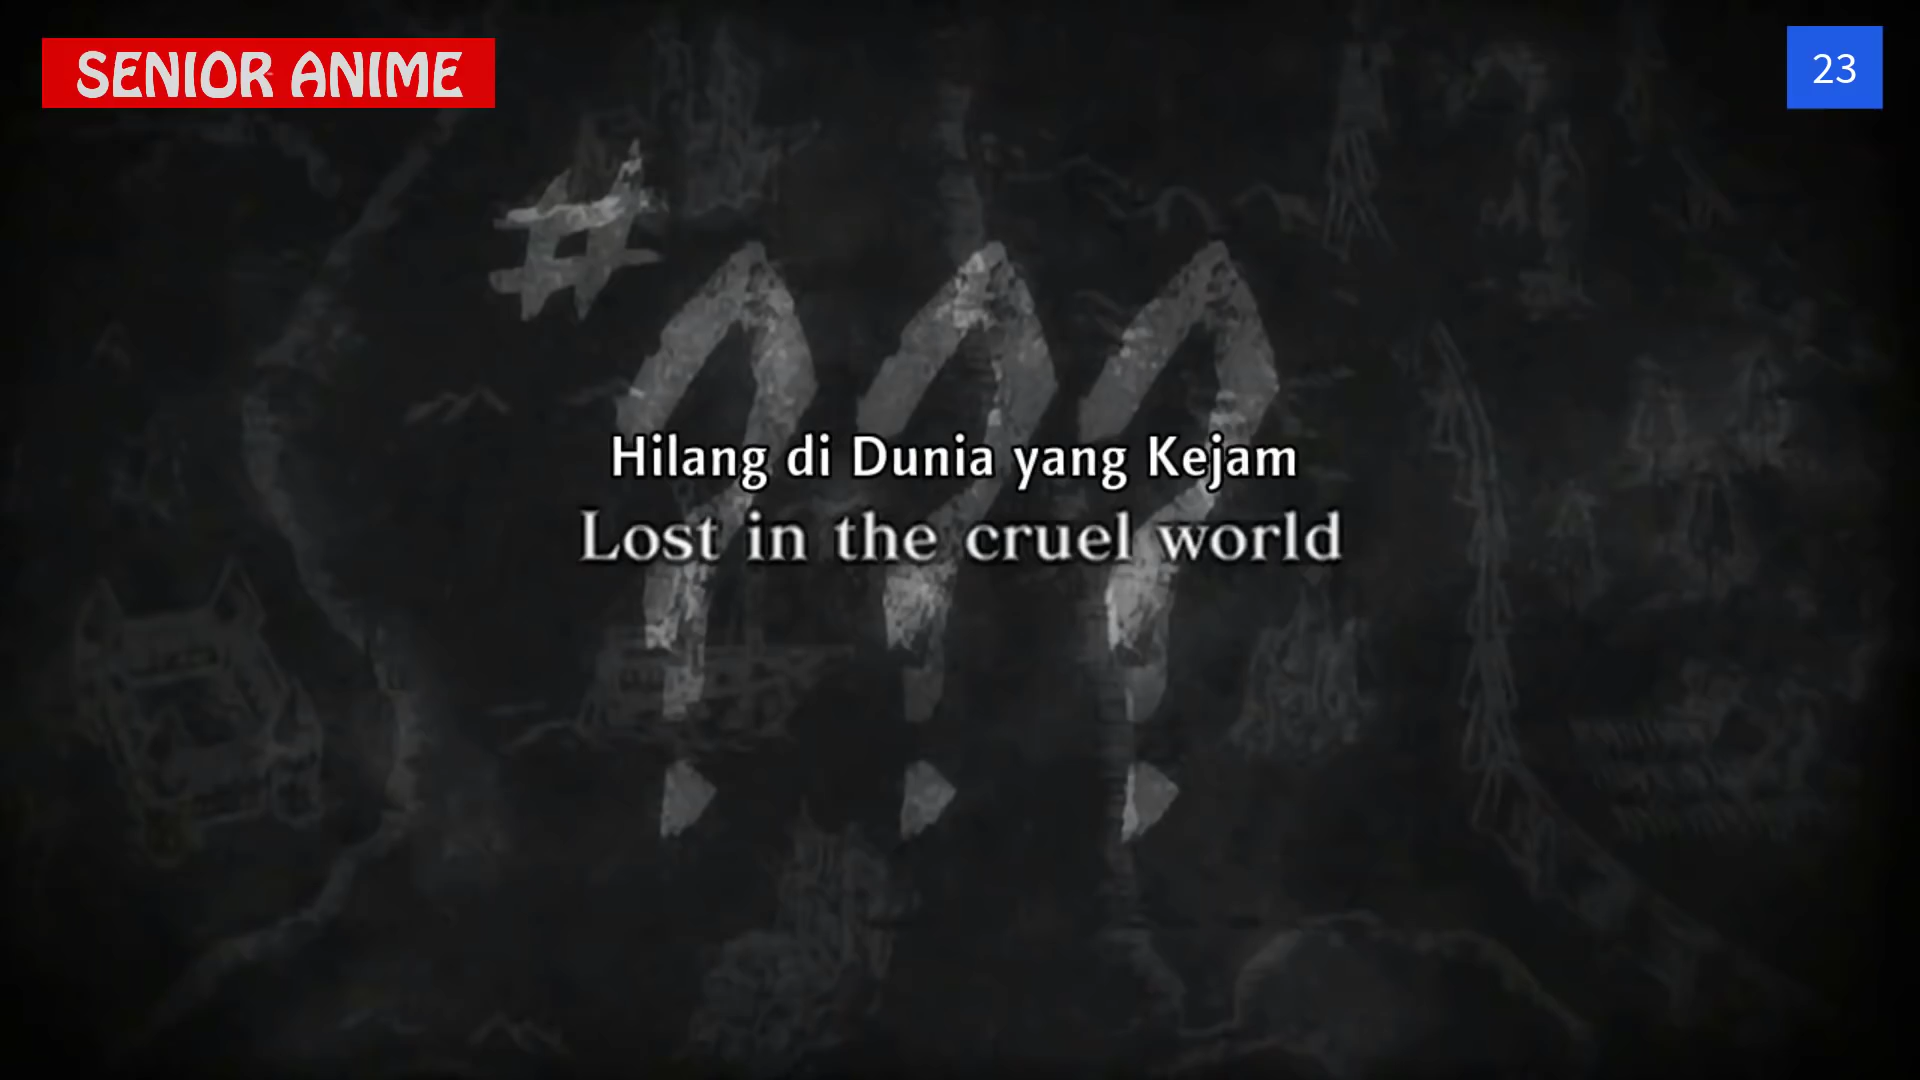 SENIOR ANIME
23
#???
Hilang di Dunia yang Kejam
Lost in the cruel world